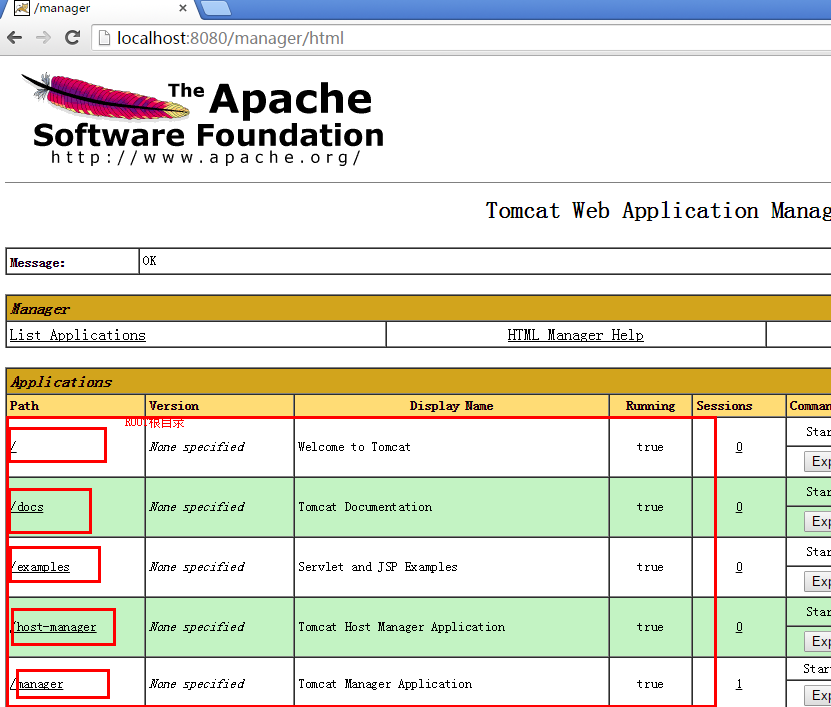 /manager
localhost:8080/manager/html
The Apache
Software Foundation
http://www.apache.org/
Tomcat Web Application Manag
Message: OK
Manager
List Applications HTML Manager Help
Applications
Path Version Display Name Running Sessions Comman
ROOT根目录
/ None specified Welcome to Tomcat true 0 Star
Exp
/docs None specified Tomcat Documentation true 0 Star
Exp
/examples None specified Servlet and JSP Examples true 0 Star
Exp
/host-manager None specified Tomcat Host Manager Application true 0 Star
Exp
/manager None specified Tomcat Manager Application true 1 Start
Exp